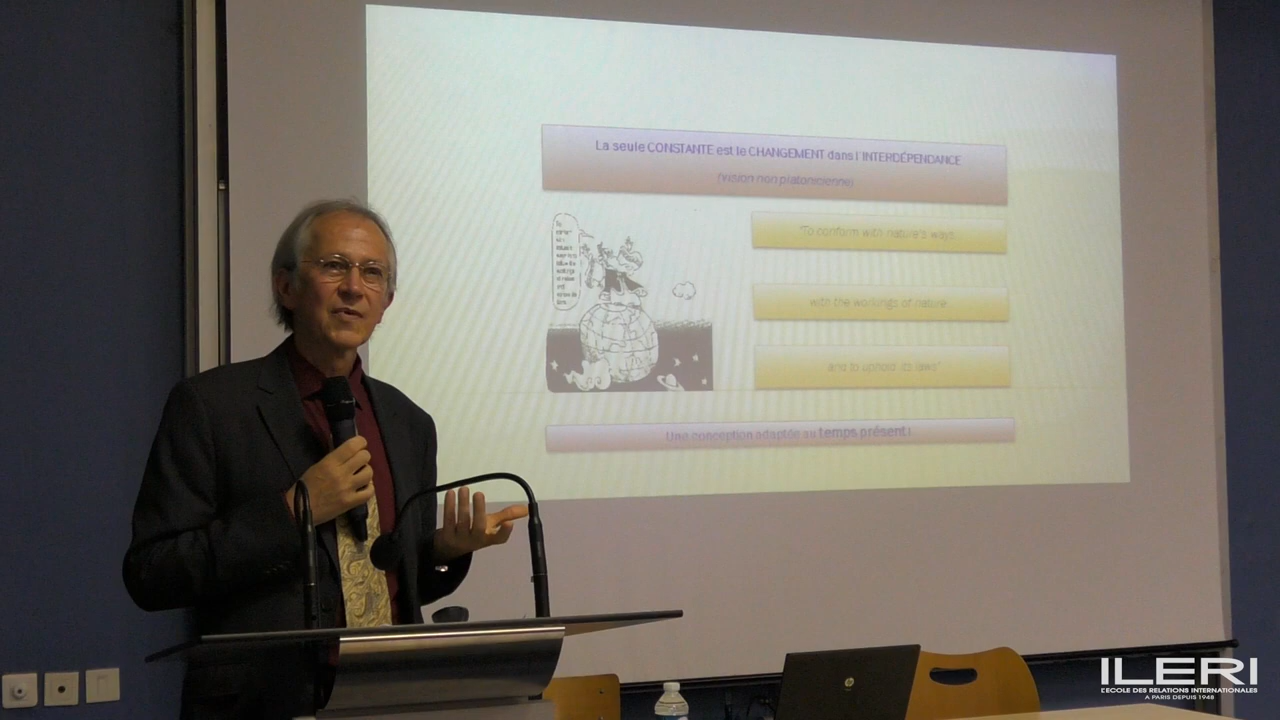 La seule CONSTANTE est le CHANGEMENT dans l'INTERDÉPENDANCE
(vision non platonicienne)
"To conform with nature's ways
with the workings of nature
and to uphold its laws"
Une conception adaptée au temps présent !
hp
ILERI
L'ECOLE DES RELATIONS INTERNATIONALES
A PARIS DEPUIS 1948